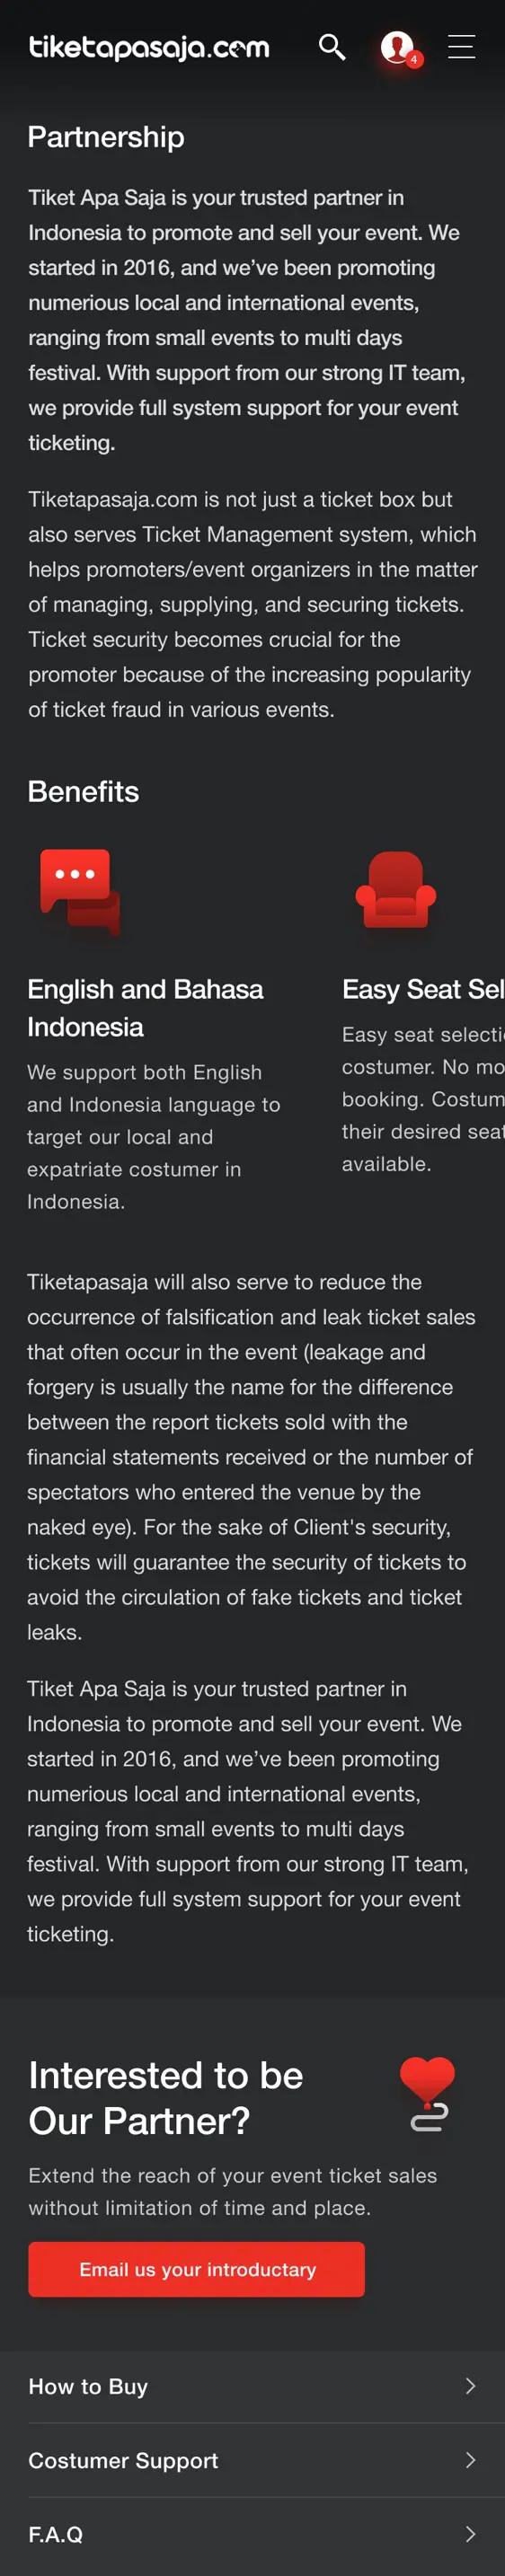 tiketapasaja.com
4
Partnership
Tiket Apa Saja is your trusted partner in
Indonesia to promote and sell your event. We
started in 2016, and we’ve been promoting
numerious local and international events,
ranging from small events to multi days
festival. With support from our strong IT team,
we provide full system support for your event
ticketing.
Tiketapasaja.com is not just a ticket box but
also serves Ticket Management system, which
helps promoters/event organizers in the matter
of managing, supplying, and securing tickets.
Ticket security becomes crucial for the
promoter because of the increasing popularity
of ticket fraud in various events.
Benefits
English and Bahasa
Indonesia
We support both English
and Indonesia language to
target our local and
expatriate costumer in
Indonesia.
Easy Seat Sel
Easy seat selecti
costumer. No mo
booking. Costum
their desired seat
available.
Tiketapasaja will also serve to reduce the
occurrence of falsification and leak ticket sales
that often occur in the event (leakage and
forgery is usually the name for the difference
between the report tickets sold with the
financial statements received or the number of
spectators who entered the venue by the
naked eye). For the sake of Client's security,
tickets will guarantee the security of tickets to
avoid the circulation of fake tickets and ticket
leaks.
Tiket Apa Saja is your trusted partner in
Indonesia to promote and sell your event. We
started in 2016, and we’ve been promoting
numerious local and international events,
ranging from small events to multi days
festival. With support from our strong IT team,
we provide full system support for your event
ticketing.
Interested to be
Our Partner?
Extend the reach of your event ticket sales
without limitation of time and place.
Email us your introductary
How to Buy
Costumer Support
F.A.Q